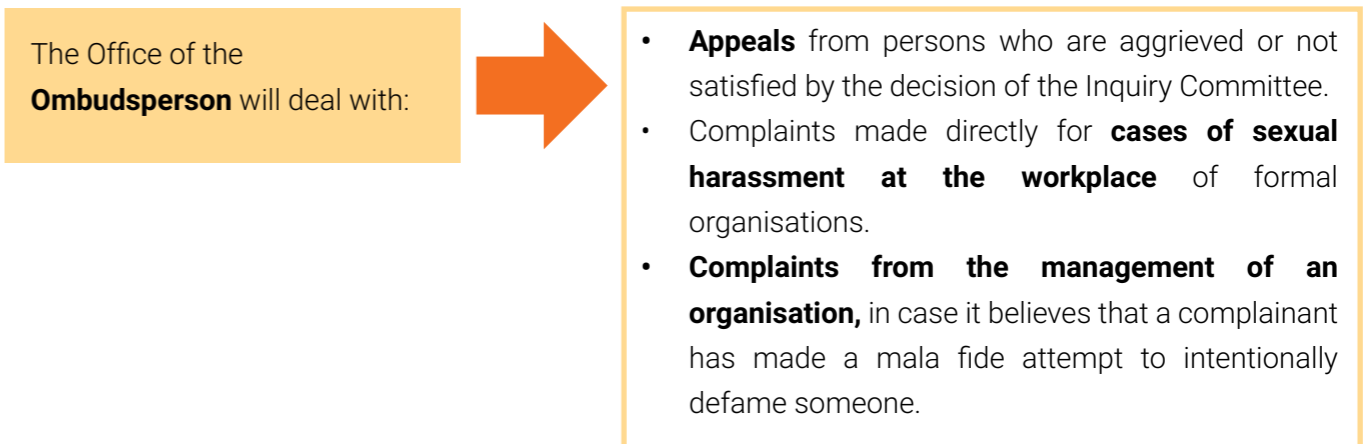 The Office of the
Ombudsperson will deal with:
• Appeals from persons who are aggrieved or not
satisfied by the decision of the Inquiry Committee.
• Complaints made directly for cases of sexual
harassment at the workplace of formal
organisations.
• Complaints from the management of an
organisation, in case it believes that a complainant
has made a mala fide attempt to intentionally
defame someone.